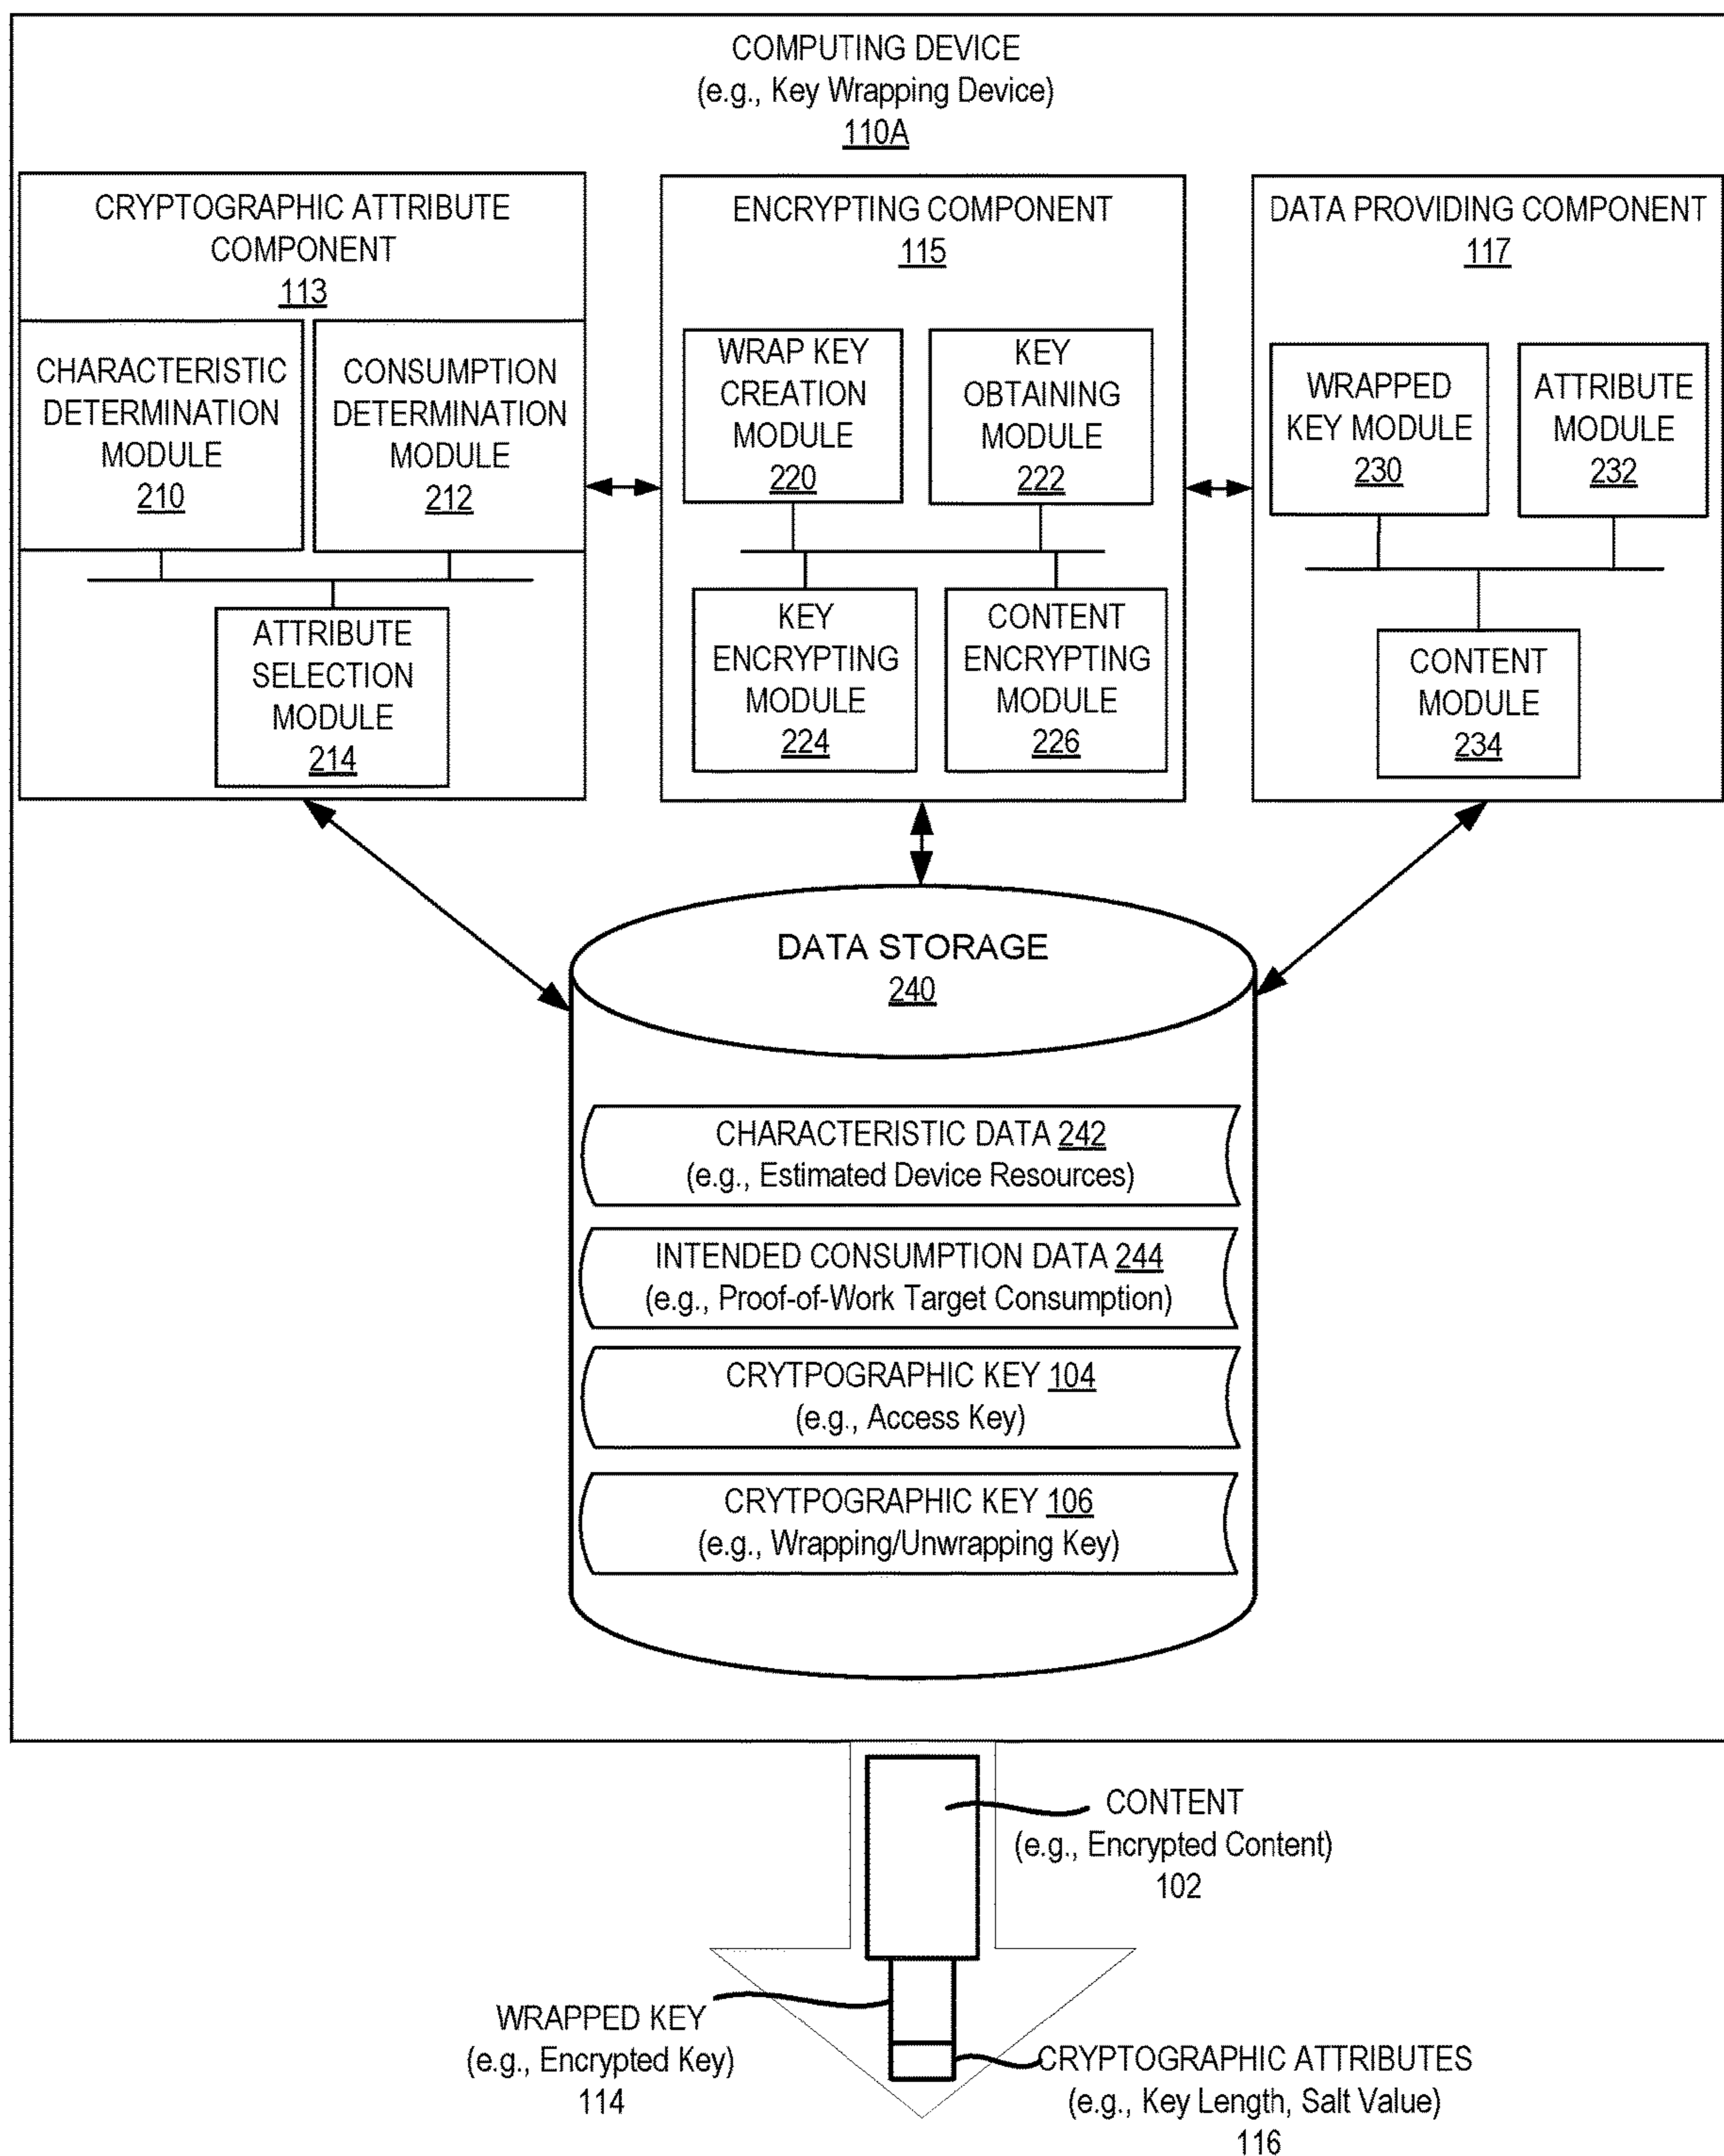 COMPUTING DEVICE
(e.g., Key Wrapping Device)
110A
CRYPTOGRAPHIC ATTRIBUTE
COMPONENT
113
CHARACTERISTIC
DETERMINATION
MODULE
210
CONSUMPTION
DETERMINATION
MODULE
212
ATTRIBUTE
SELECTION
MODULE
214
ENCRYPTING COMPONENT
115
WRAP KEY
CREATION
MODULE
220
KEY
OBTAINING
MODULE
222
KEY
ENCRYPTING
MODULE
224
CONTENT
ENCRYPTING
MODULE
226
DATA PROVIDING COMPONENT
117
WRAPPED
KEY MODULE
230
ATTRIBUTE
MODULE
232
CONTENT
MODULE
234
DATA STORAGE
240
CHARACTERISTIC DATA 242
(e.g., Estimated Device Resources)
INTENDED CONSUMPTION DATA 244
(e.g., Proof-of-Work Target Consumption)
CRYTPOGRAPHIC KEY 104
(e.g., Access Key)
CRYTPOGRAPHIC KEY 106
(e.g., Wrapping/Unwrapping Key)
CONTENT
(e.g., Encrypted Content)
102
WRAPPED KEY
(e.g., Encrypted Key)
114
CRYPTOGRAPHIC ATTRIBUTES
(e.g., Key Length, Salt Value)
116